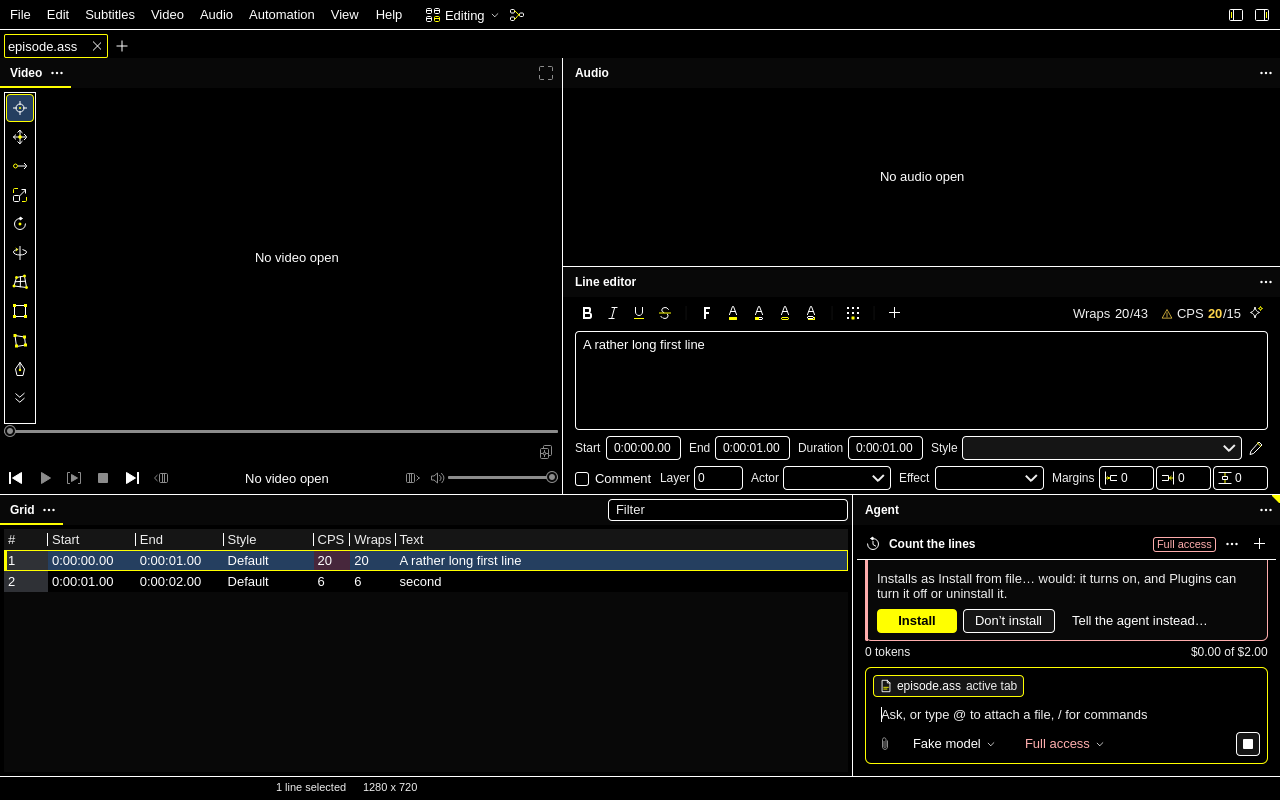 File Edit Subtitles Video Audio Automation View Help Editing
episode.ass
Video
Audio
No video open
No audio open
Line editor
B I U S F A A A A Wraps 20/43 CPS 20/15
A rather long first line
Start 0:00:00.00 End 0:00:01.00 Duration 0:00:01.00 Style
Comment Layer 0 Actor Effect Margins 0 0 0
No video open
Grid Filter
# Start End Style CPS Wraps Text
1 0:00:00.00 0:00:01.00 Default 20 20 A rather long first line
2 0:00:01.00 0:00:02.00 Default 6 6 second
Agent
Count the lines Full access
Installs as Install from file… would: it turns on, and Plugins can
turn it off or uninstall it.
Install Don't install Tell the agent instead…
0 tokens $0.00 of $2.00
episode.ass active tab
Ask, or type @ to attach a file, / for commands
Fake model Full access
1 line selected 1280 x 720